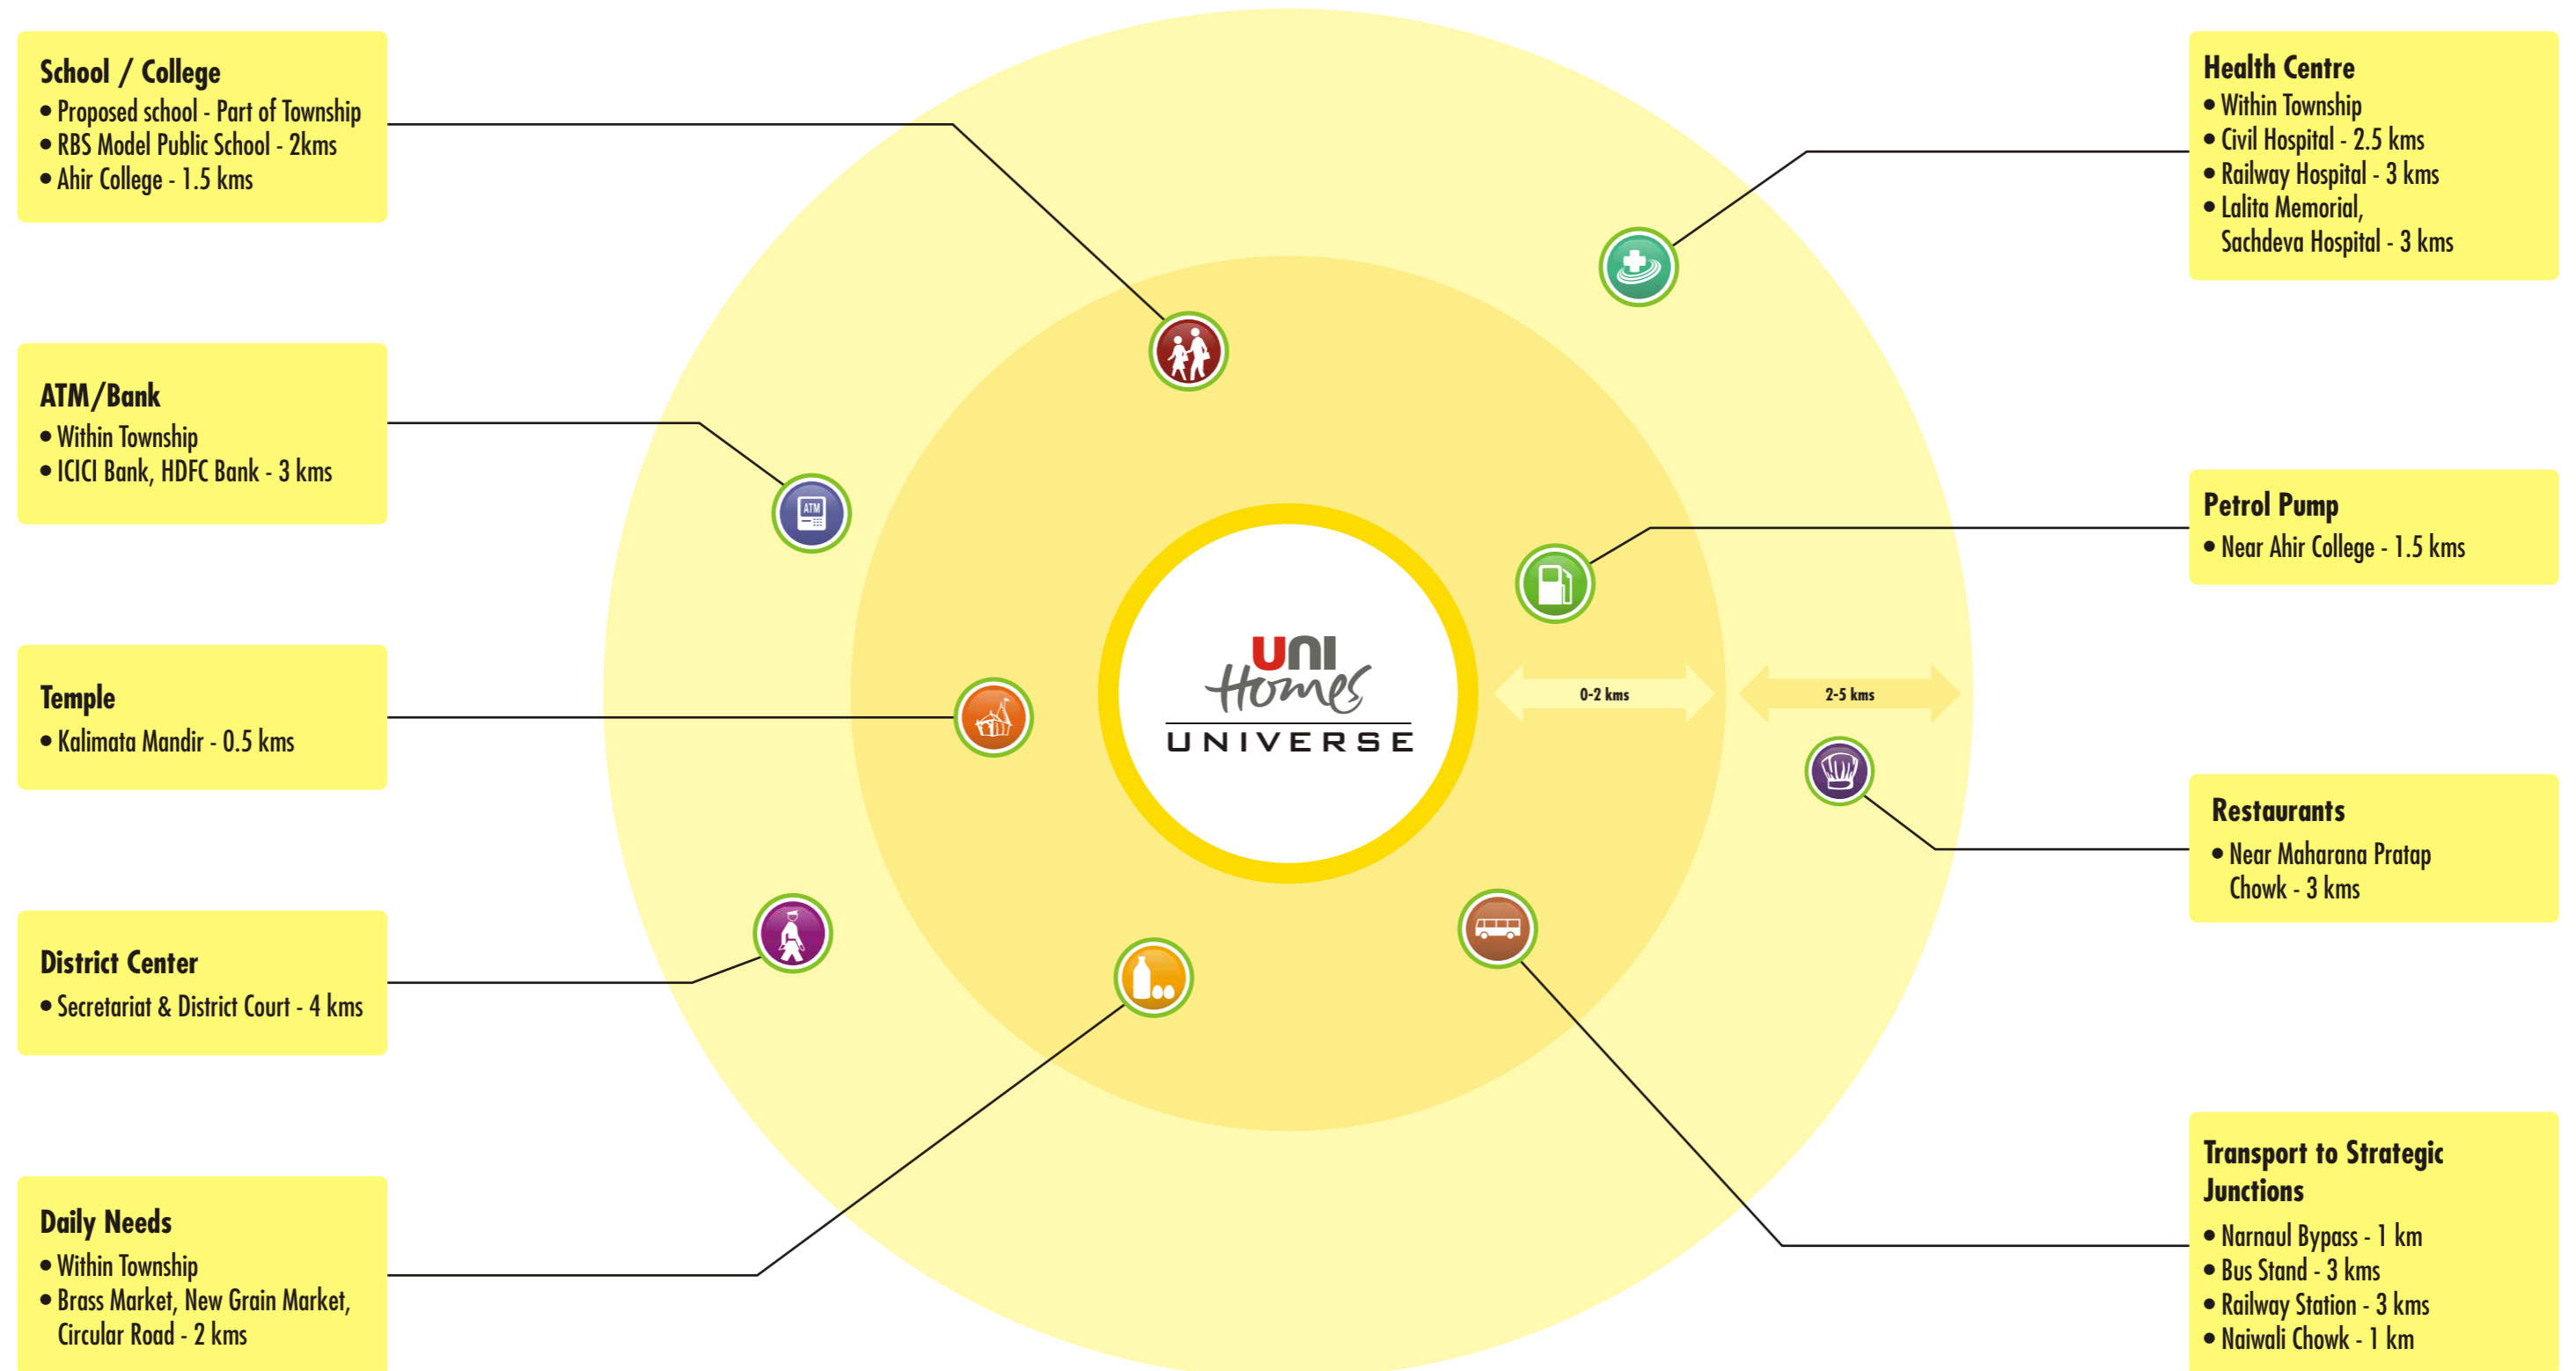 School / College
• Proposed school - Part of Township
• RBS Model Public School - 2kms
• Ahir College - 1.5 kms
ATM/Bank
• Within Township
• ICICI Bank, HDFC Bank - 3 kms
Temple
• Kalimata Mandir - 0.5 kms
District Center
• Secretariat & District Court - 4 kms
Daily Needs
• Within Township
• Brass Market, New Grain Market,
Circular Road - 2 kms
ATM
UNI
Homes
UNIVERSE
0-2 kms
2-5 kms
Health Centre
• Within Township
• Civil Hospital - 2.5 kms
• Railway Hospital - 3 kms
• Lalita Memorial,
Sachdeva Hospital - 3 kms
Petrol Pump
• Near Ahir College - 1.5 kms
Restaurants
• Near Maharana Pratap
Chowk - 3 kms
Transport to Strategic
Junctions
• Narnaul Bypass - 1 km
• Bus Stand - 3 kms
• Railway Station - 3 kms
• Naiwali Chowk - 1 km